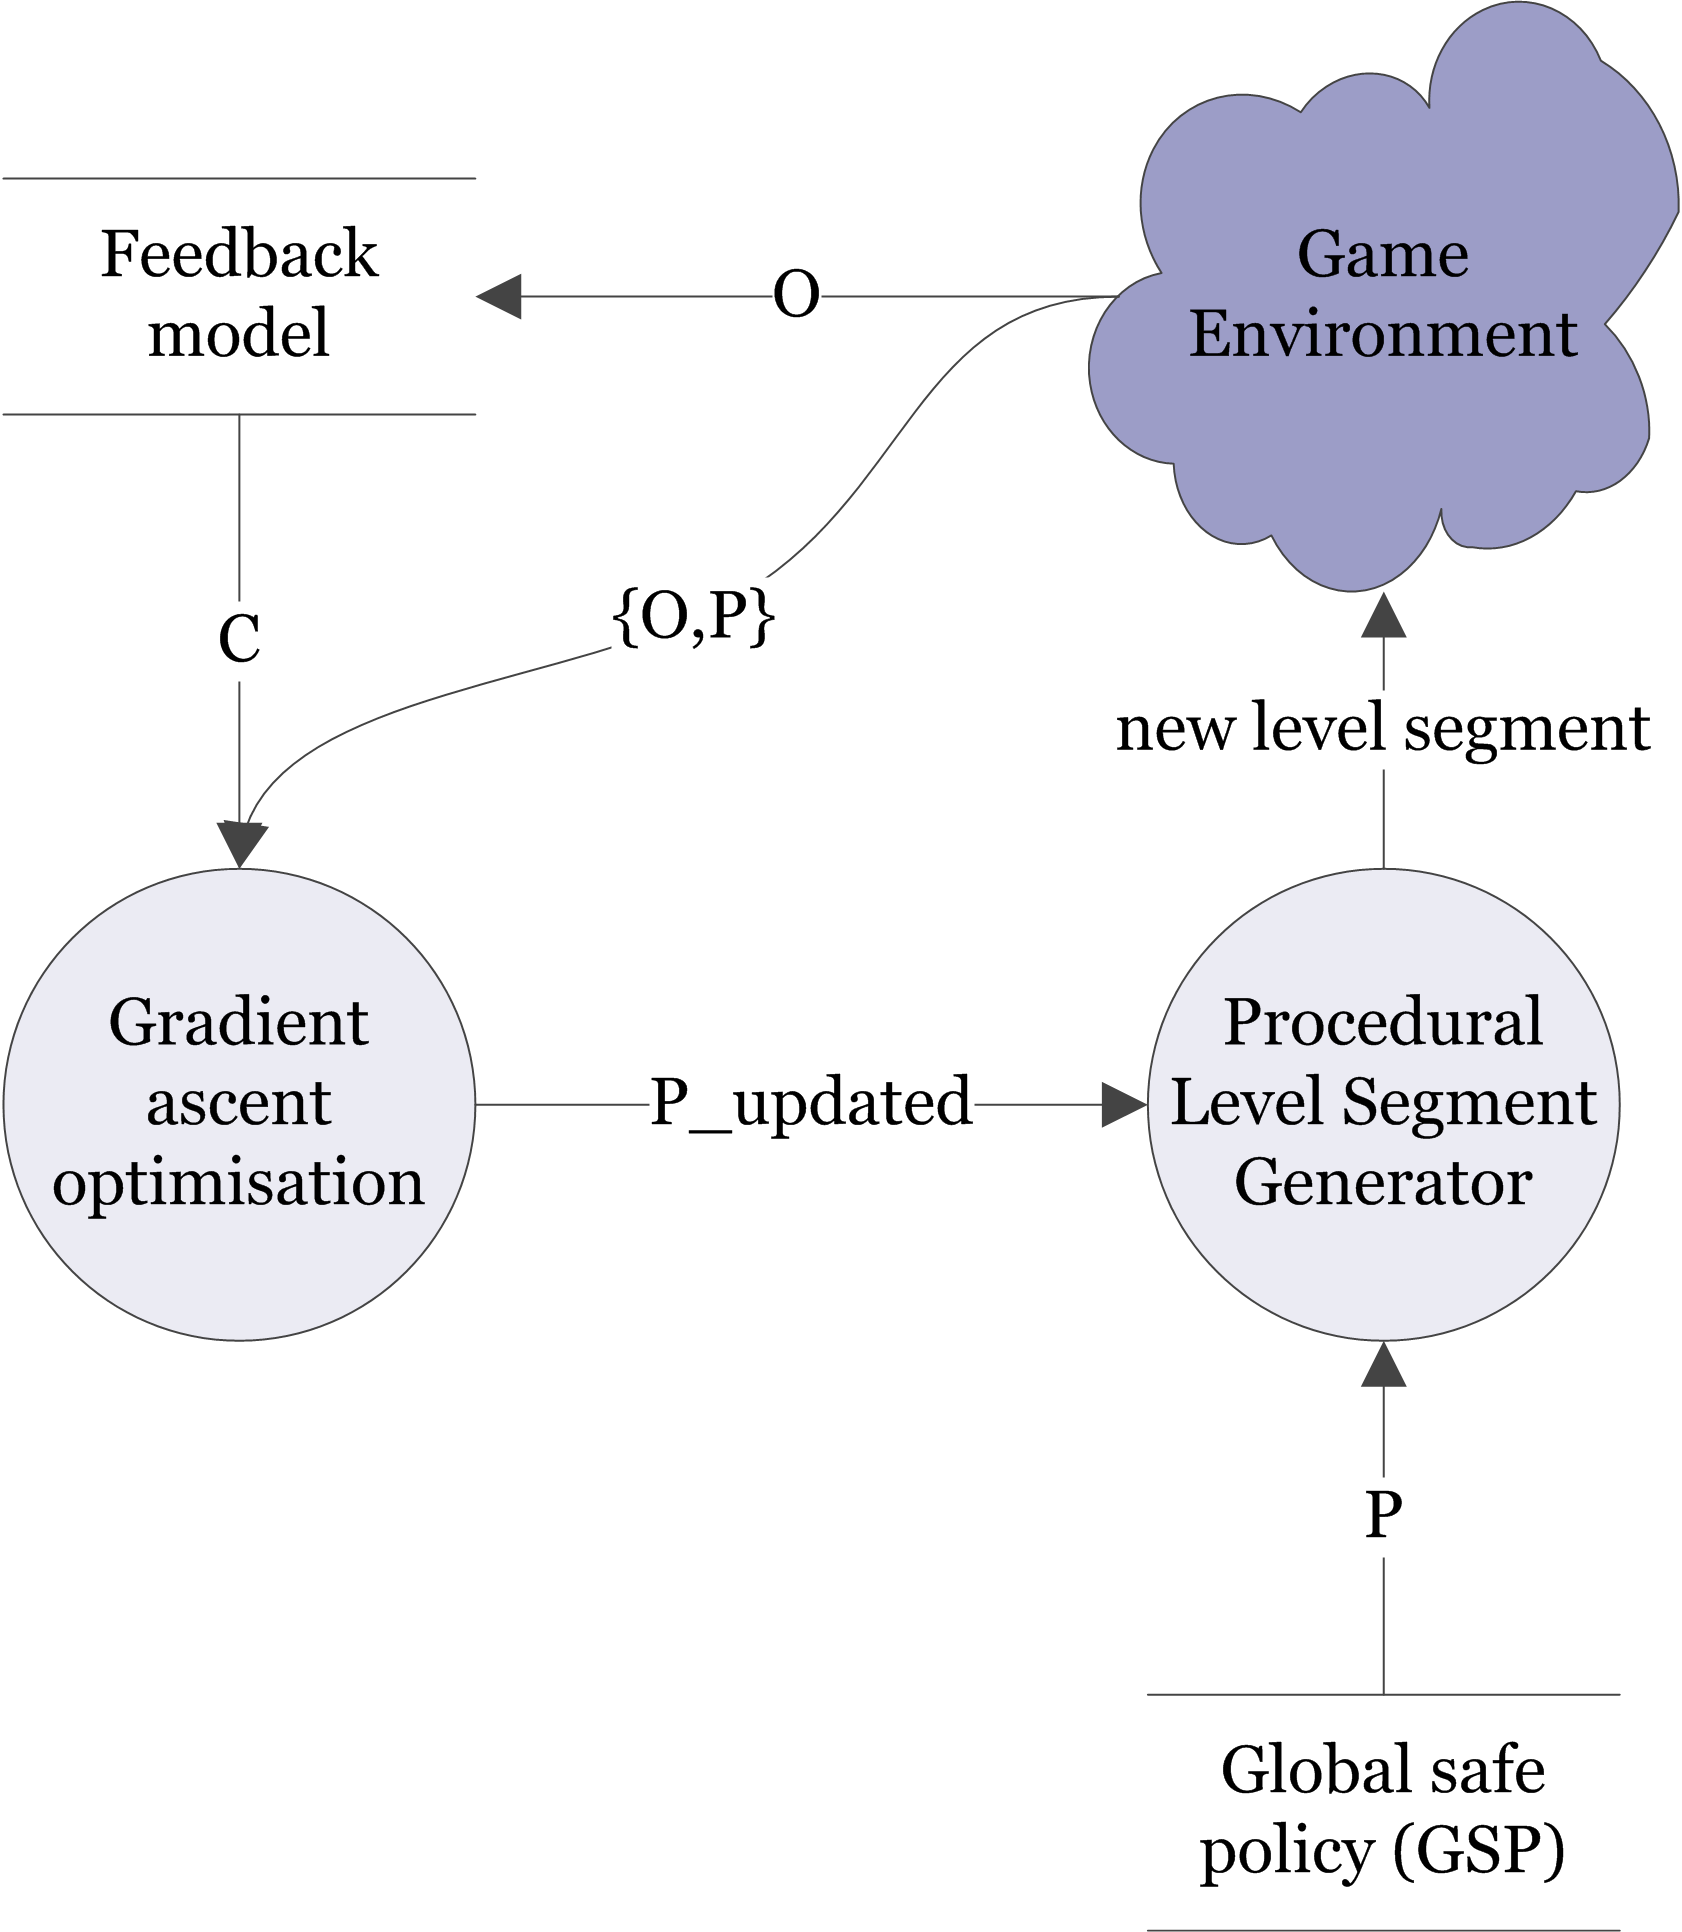 Feedback
model
O
Game
Environment
C
{O,P}
new level segment
Gradient
ascent
optimisation
P_updated
Procedural
Level Segment
Generator
P
Global safe
policy (GSP)